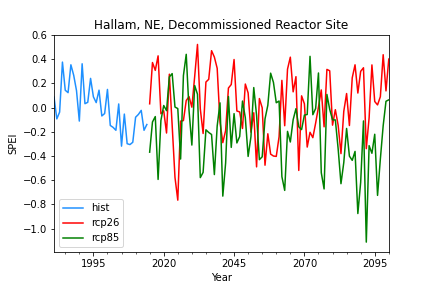 Hallam, NE, Decommissioned Reactor Site
0.6
0.4
0.2
0.0
−0.2
−0.4
−0.6
−0.8
−1.0
SPEI
hist
rcp26
rcp85
1995 2020 2045 2070 2095
Year